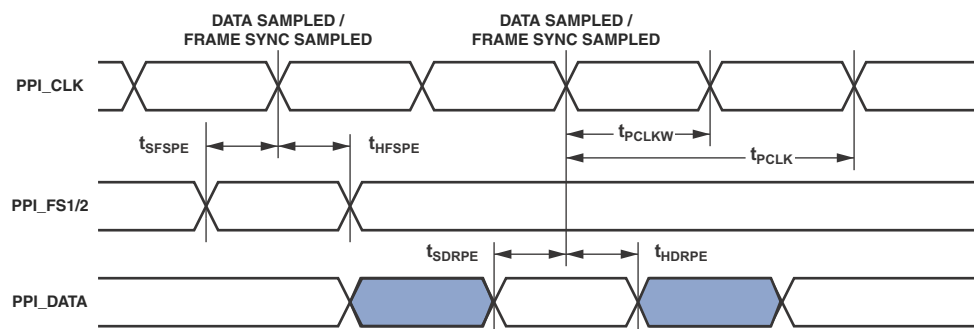 DATA SAMPLED /
FRAME SYNC SAMPLED
DATA SAMPLED /
FRAME SYNC SAMPLED
PPI_CLK
tSFSPE
tHFSPE
tPCLKW
tPCLK
PPI_FS1/2
tSDRPE
tHDRPE
PPI_DATA